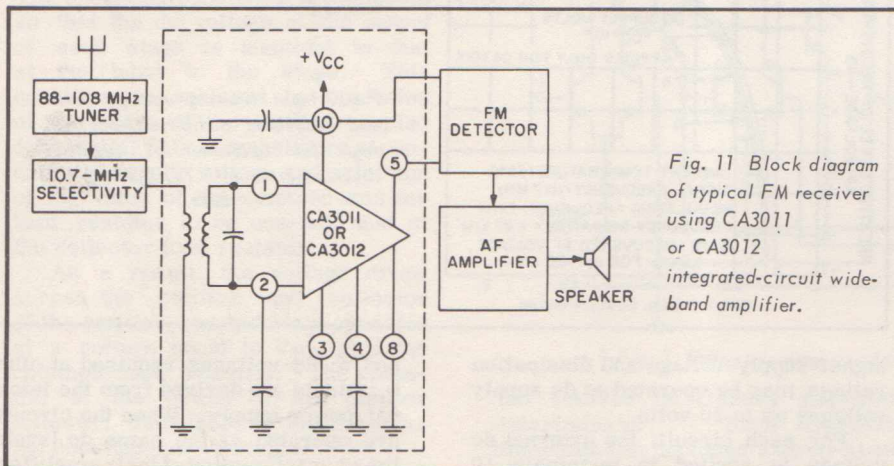 88-108 MHz
TUNER
10.7-MHz
SELECTIVITY
+VCC
10
1
2
CA3011
OR
CA3012
5
3
4
8
FM
DETECTOR
AF
AMPLIFIER
SPEAKER
Fig. 11 Block diagram
of typical FM receiver
using CA3011
or CA3012
integrated-circuit wide-
band amplifier.